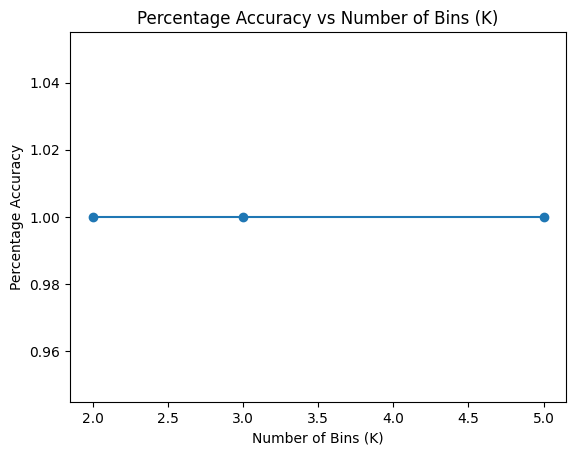 Percentage Accuracy vs Number of Bins (K)
1.04
1.02
1.00
0.98
0.96
Percentage Accuracy
2.0 2.5 3.0 3.5 4.0 4.5 5.0
Number of Bins (K)